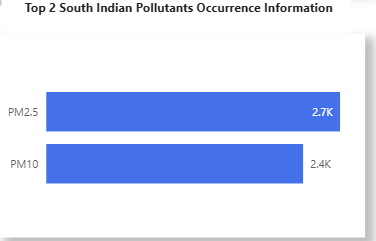 Top 2 South Indian Pollutants Occurrence Information
PM2.5 2.7K
PM10 2.4K